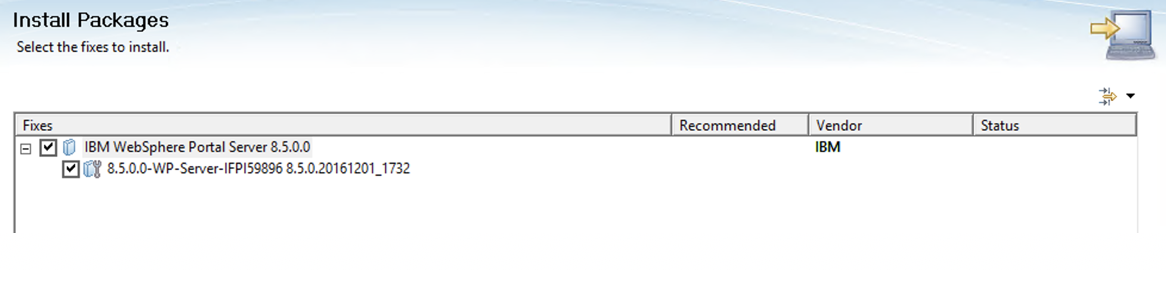 Install Packages
Select the fixes to install.
Fixes Recommended Vendor Status
IBM WebSphere Portal Server 8.5.0.0 IBM
8.5.0.0-WP-Server-IFPI59896 8.5.0.20161201_1732